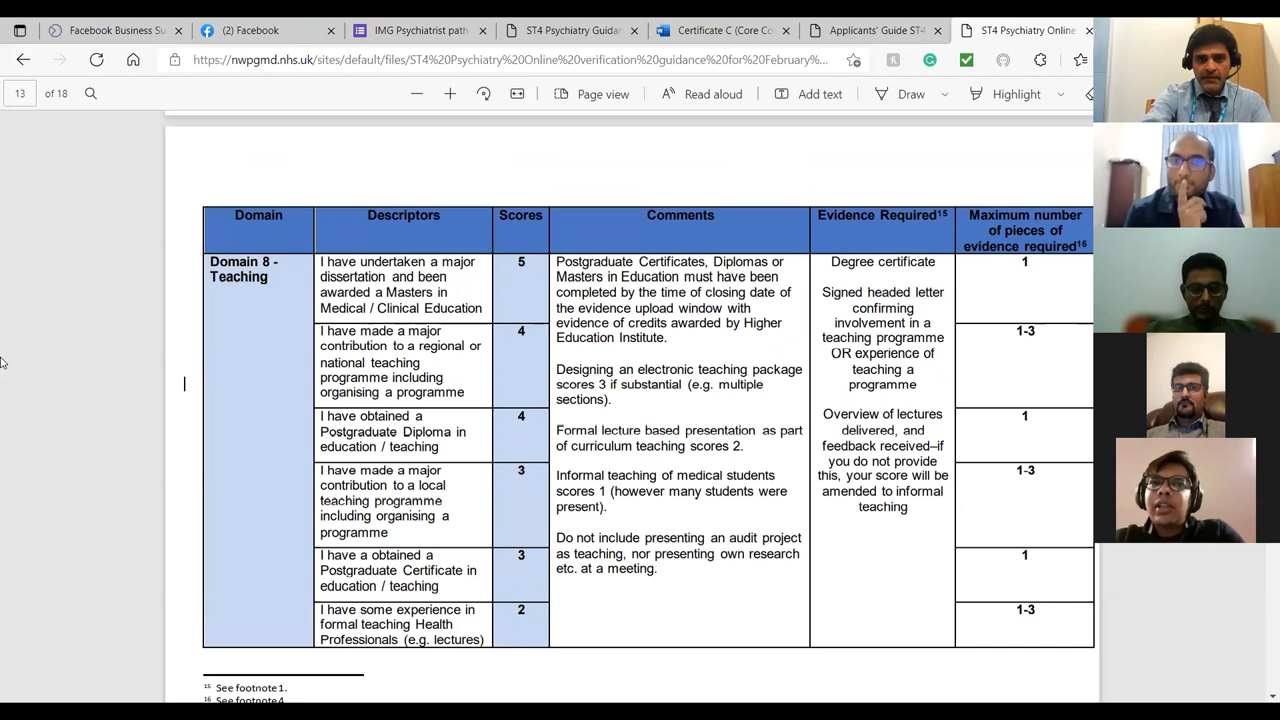 Facebook Business Su
(2) Facebook
IMG Psychiatrist path
ST4 Psychiatry Guidan
Certificate C (Core Co
Applicants' Guide ST4
ST4 Psychiatry Online
https://nwpgmd.nhs.uk/sites/default/files/ST4%20Psychiatry%20Online%20verification%20guidance%20for%20February%...
13 of 18
Page view
Read aloud
Add text
Draw
Highlight
Domain
Descriptors
Scores
Comments
Evidence Required15
Maximum number
of pieces of
evidence required16
Domain 8 -
Teaching
I have undertaken a major
dissertation and been
awarded a Masters in
Medical / Clinical Education
5
Postgraduate Certificates, Diplomas or
Masters in Education must have been
completed by the time of closing date of
the evidence upload window with
evidence of credits awarded by Higher
Education Institute.
Designing an electronic teaching package
scores 3 if substantial (e.g. multiple
sections).
Formal lecture based presentation as part
of curriculum teaching scores 2.
Informal teaching of medical students
scores 1 (however many students were
present).
Do not include presenting an audit project
as teaching, nor presenting own research
etc. at a meeting.
Degree certificate
Signed headed letter
confirming
involvement in a
teaching programme
OR experience of
teaching a
programme
Overview of lectures
delivered, and
feedback received–if
you do not provide
this, your score will be
amended to informal
teaching
1
I have made a major
contribution to a regional or
national teaching
programme including
organising a programme
4
1-3
I have obtained a
Postgraduate Diploma in
education / teaching
4
1
I have made a major
contribution to a local
teaching programme
including organising a
programme
3
1-3
I have a obtained a
Postgraduate Certificate in
education / teaching
3
1
I have some experience in
formal teaching Health
Professionals (e.g. lectures)
2
1-3
15 See footnote 1.
16 See footnote 4.